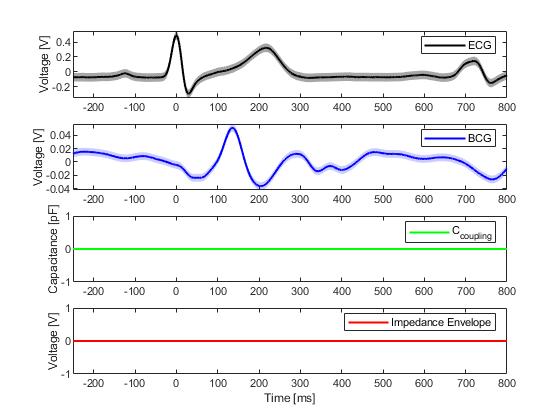 Voltage [V]
0.4
0.2
0
-0.2
ECG
-200 -100 0 100 200 300 400 500 600 700 800
Voltage [V]
0.04
0.02
0
-0.02
-0.04
BCG
-200 -100 0 100 200 300 400 500 600 700 800
Capacitance [pF]
1
0
-1
C_coupling
-200 -100 0 100 200 300 400 500 600 700 800
Voltage [V]
1
0
-1
Impedance Envelope
-200 -100 0 100 200 300 400 500 600 700 800
Time [ms]